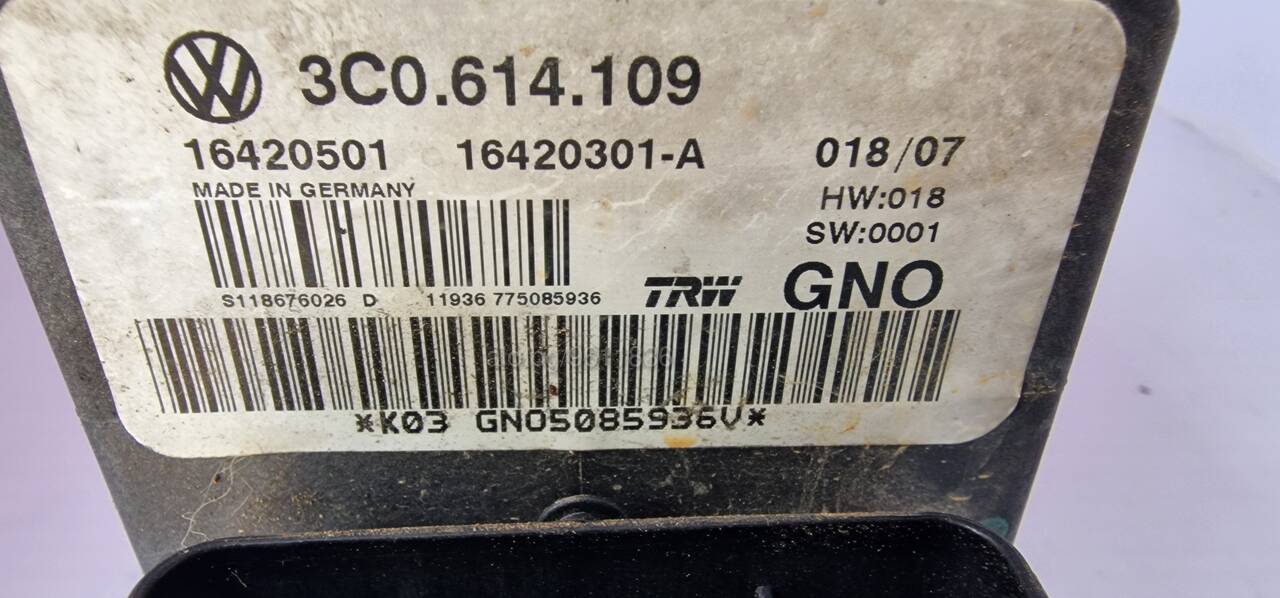 3C0.614.109
16420501 16420301-A 018/07
MADE IN GERMANY HW:018
SW:0001
S118676026 D 11936 775085936 TRW GNO
*K03 GNO5085936V*